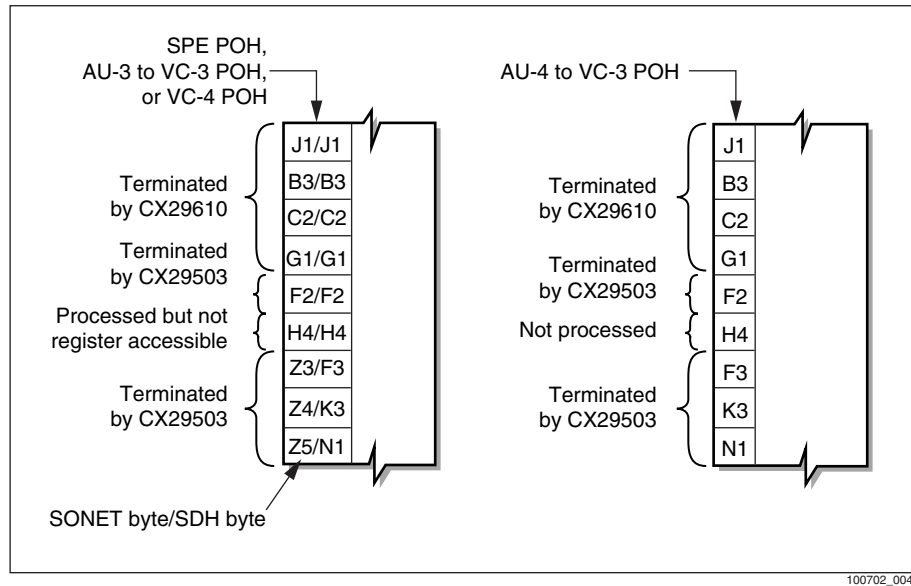 SPE POH,
AU-3 to VC-3 POH,
or VC-4 POH
J1/J1
B3/B3
C2/C2
G1/G1
F2/F2
H4/H4
Z3/F3
Z4/K3
Z5/N1
Terminated
by CX29610
Terminated
by CX29503
Processed but not
register accessible
Terminated
by CX29503
SONET byte/SDH byte
AU-4 to VC-3 POH
J1
B3
C2
G1
F2
H4
F3
K3
N1
Terminated
by CX29610
Terminated
by CX29503
Not processed
Terminated
by CX29503
100702_004